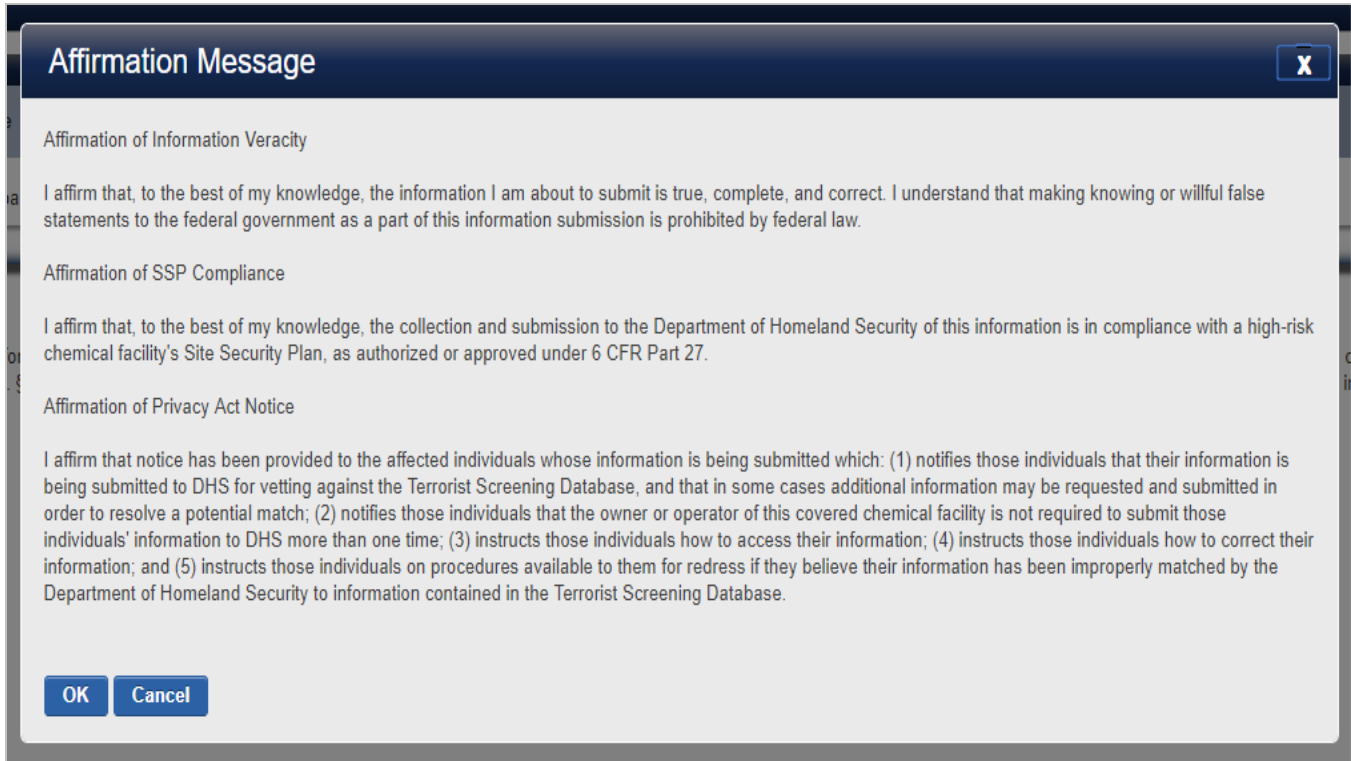 Affirmation Message
X
Affirmation of Information Veracity
I affirm that, to the best of my knowledge, the information I am about to submit is true, complete, and correct. I understand that making knowing or willful false
statements to the federal government as a part of this information submission is prohibited by federal law.
Affirmation of SSP Compliance
I affirm that, to the best of my knowledge, the collection and submission to the Department of Homeland Security of this information is in compliance with a high-risk
chemical facility's Site Security Plan, as authorized or approved under 6 CFR Part 27.
Affirmation of Privacy Act Notice
I affirm that notice has been provided to the affected individuals whose information is being submitted which: (1) notifies those individuals that their information is
being submitted to DHS for vetting against the Terrorist Screening Database, and that in some cases additional information may be requested and submitted in
order to resolve a potential match; (2) notifies those individuals that the owner or operator of this covered chemical facility is not required to submit those
individuals' information to DHS more than one time; (3) instructs those individuals how to access their information; (4) instructs those individuals how to correct their
information; and (5) instructs those individuals on procedures available to them for redress if they believe their information has been improperly matched by the
Department of Homeland Security to information contained in the Terrorist Screening Database.
OK Cancel